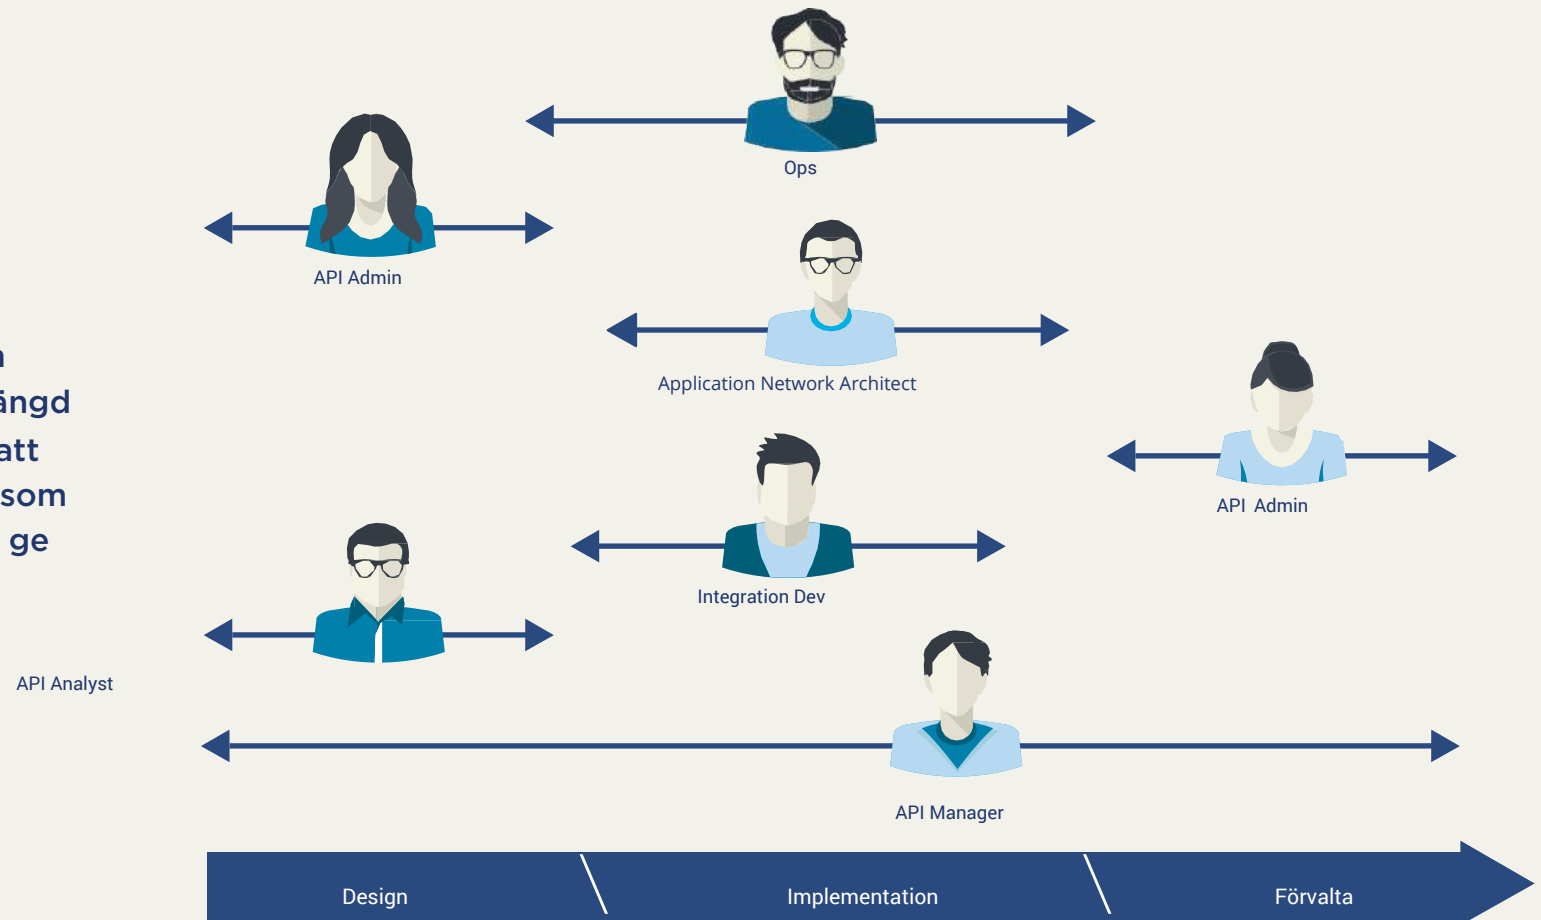 Ops
API Admin
Application Network Architect
ängd
att
som
ge
API Admin
Integration Dev
API Analyst
API Manager
Design
Implementation
Förvalta